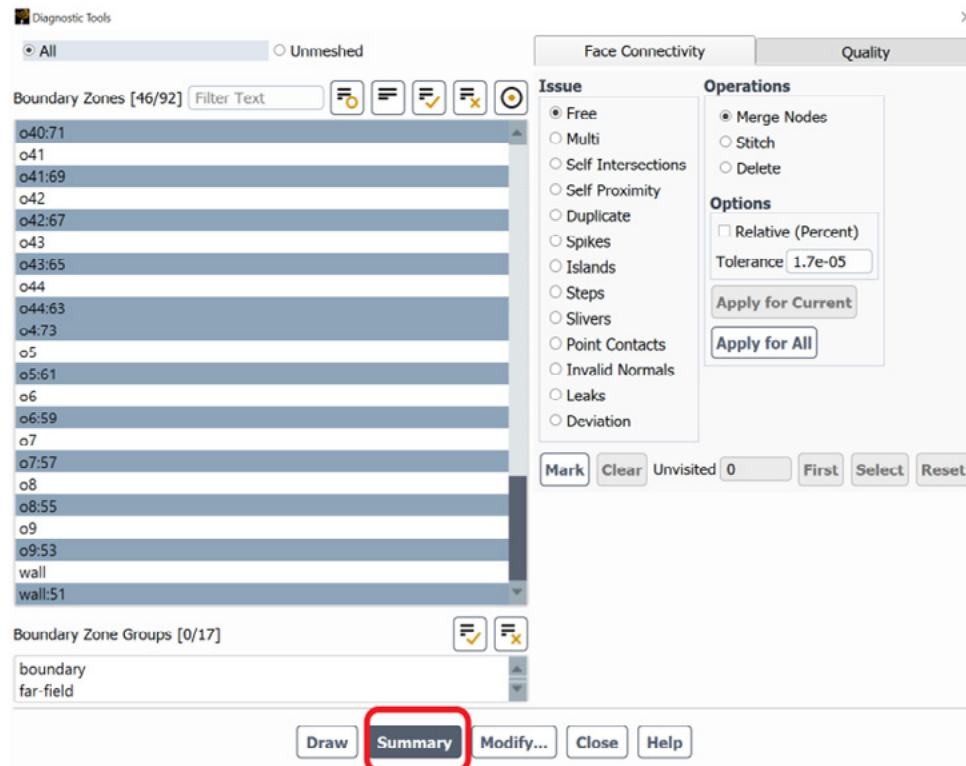 Diagnostic Tools
All
Unmeshed
Boundary Zones [46/92] Filter Text
o40:71
o41
o41:69
o42
o42:67
o43
o43:65
o44
o44:63
o4:73
o5
o5:61
o6
o6:59
o7
o7:57
o8
o8:55
o9
o9:53
wall
wall:51
Boundary Zone Groups [0/17]
boundary
far-field
Face Connectivity
Quality
Issue
Free
Multi
Self Intersections
Self Proximity
Duplicate
Spikes
Islands
Steps
Slivers
Point Contacts
Invalid Normals
Leaks
Deviation
Operations
Merge Nodes
Stitch
Delete
Options
Relative (Percent)
Tolerance 1.7e-05
Apply for Current
Apply for All
Mark Clear Unvisited 0 First Select Reset
Draw Summary Modify... Close Help